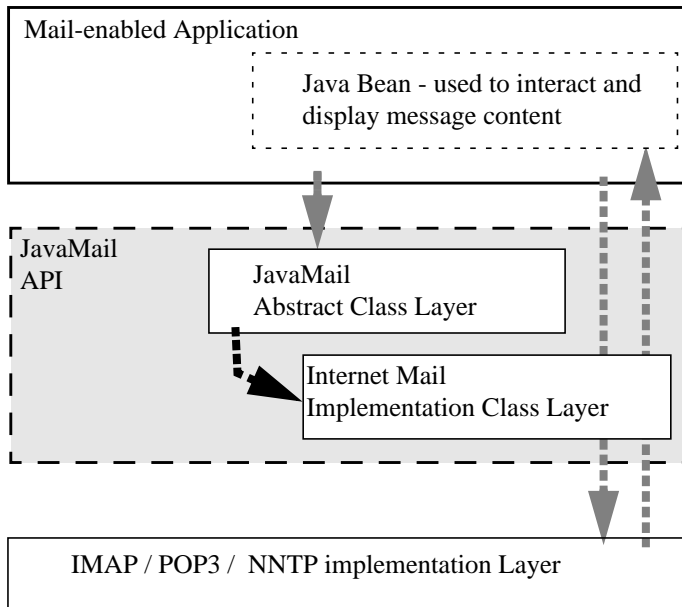 Mail-enabled Application
Java Bean - used to interact and
display message content
JavaMail
API
JavaMail
Abstract Class Layer
Internet Mail
Implementation Class Layer
IMAP / POP3 / NNTP implementation Layer